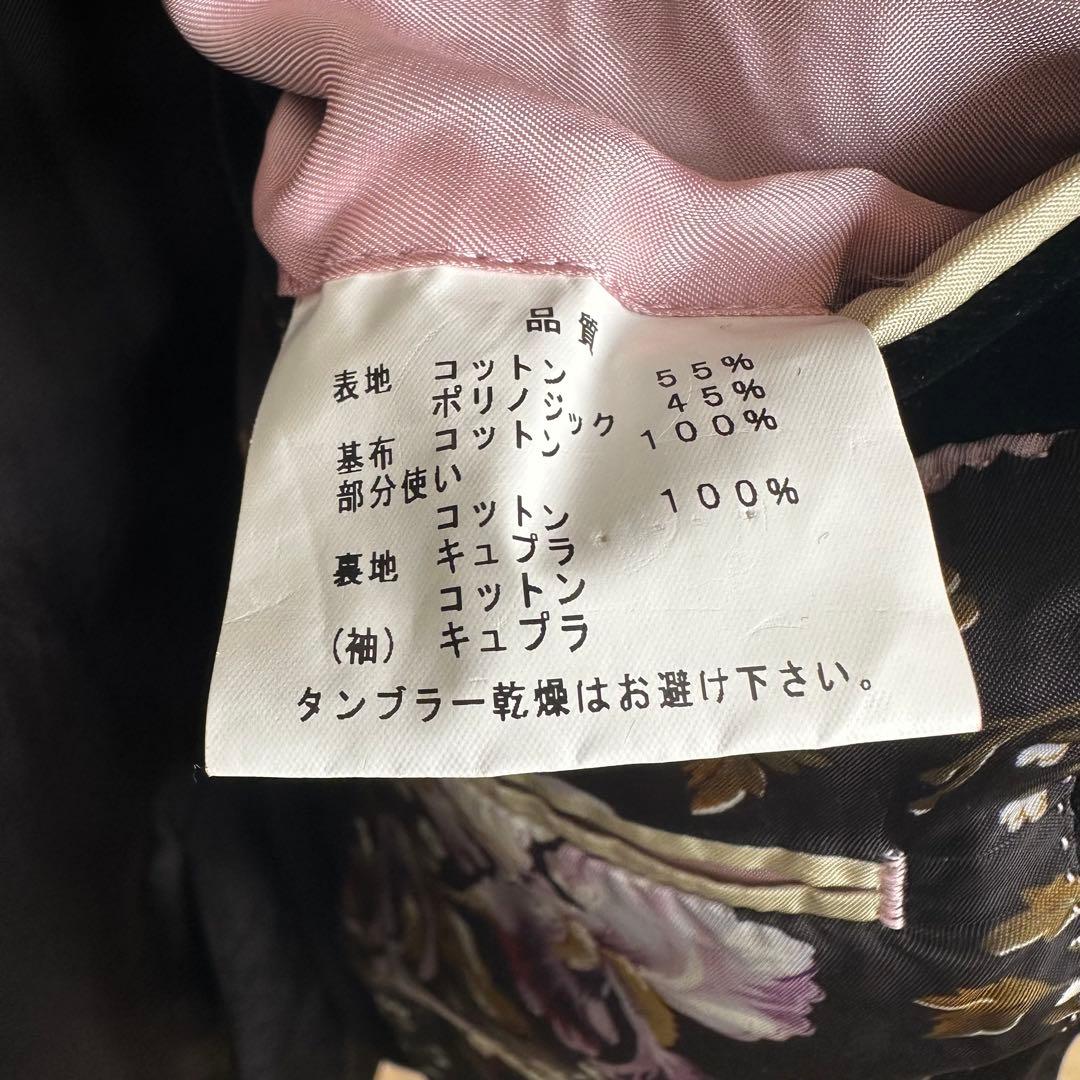 品質
表地 コットン 55%
ポリノジック 45%
基布 コットン 100%
部分使い
コットン 100%
裏地 キュプラ
コットン
(袖) キュプラ
タンブラー乾燥はお避け下さい。